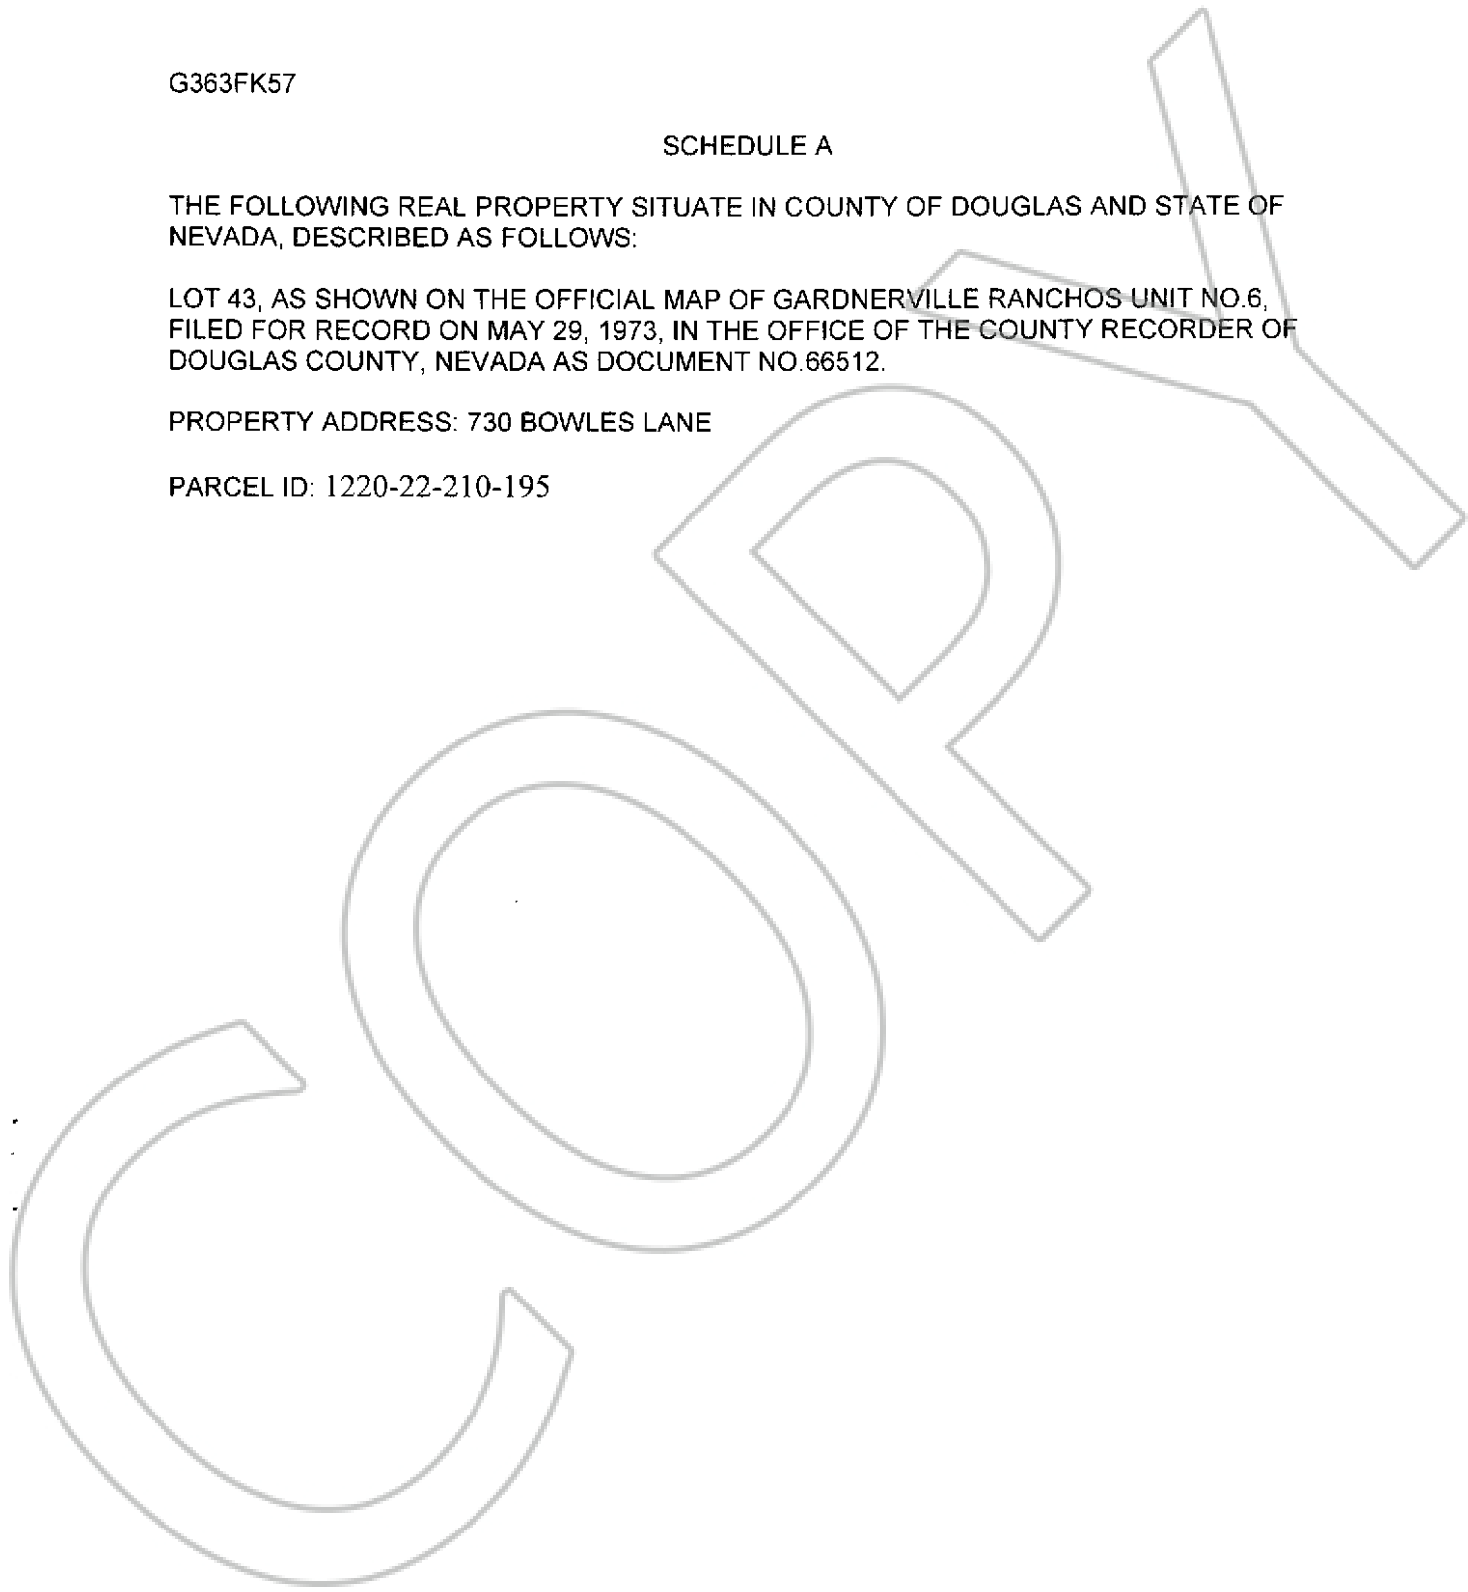 G363FK57
SCHEDULE A
THE FOLLOWING REAL PROPERTY SITUATE IN COUNTY OF DOUGLAS AND STATE OF
NEVADA, DESCRIBED AS FOLLOWS:
LOT 43, AS SHOWN ON THE OFFICIAL MAP OF GARDNERVILLE RANCHOS UNIT NO.6,
FILED FOR RECORD ON MAY 29, 1973, IN THE OFFICE OF THE COUNTY RECORDER OF
DOUGLAS COUNTY, NEVADA AS DOCUMENT NO.66512.
PROPERTY ADDRESS: 730 BOWLES LANE
PARCEL ID: 1220-22-210-195
COPY